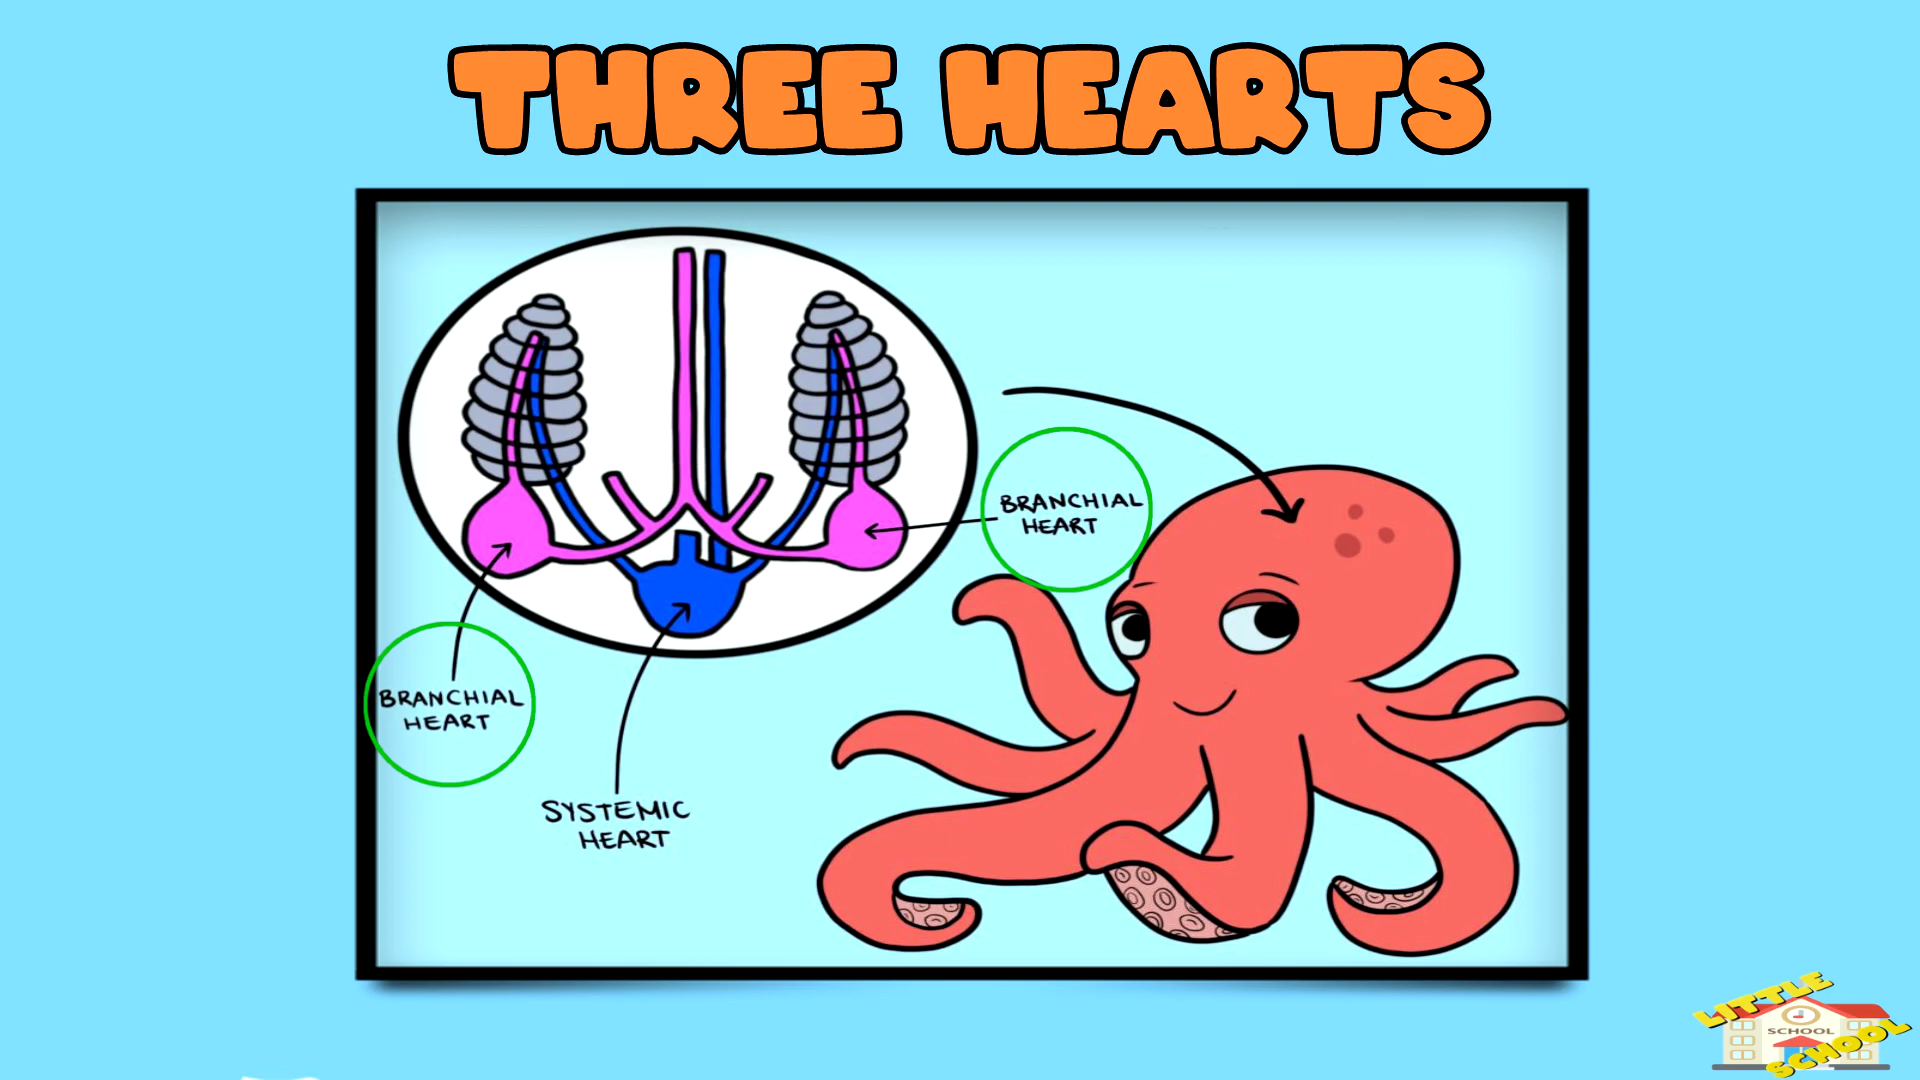 THREE HEARTS
BRANCHIAL
HEART
BRANCHIAL
HEART
SYSTEMIC
HEART
LITTLE
SCHOOL
SCHOOL